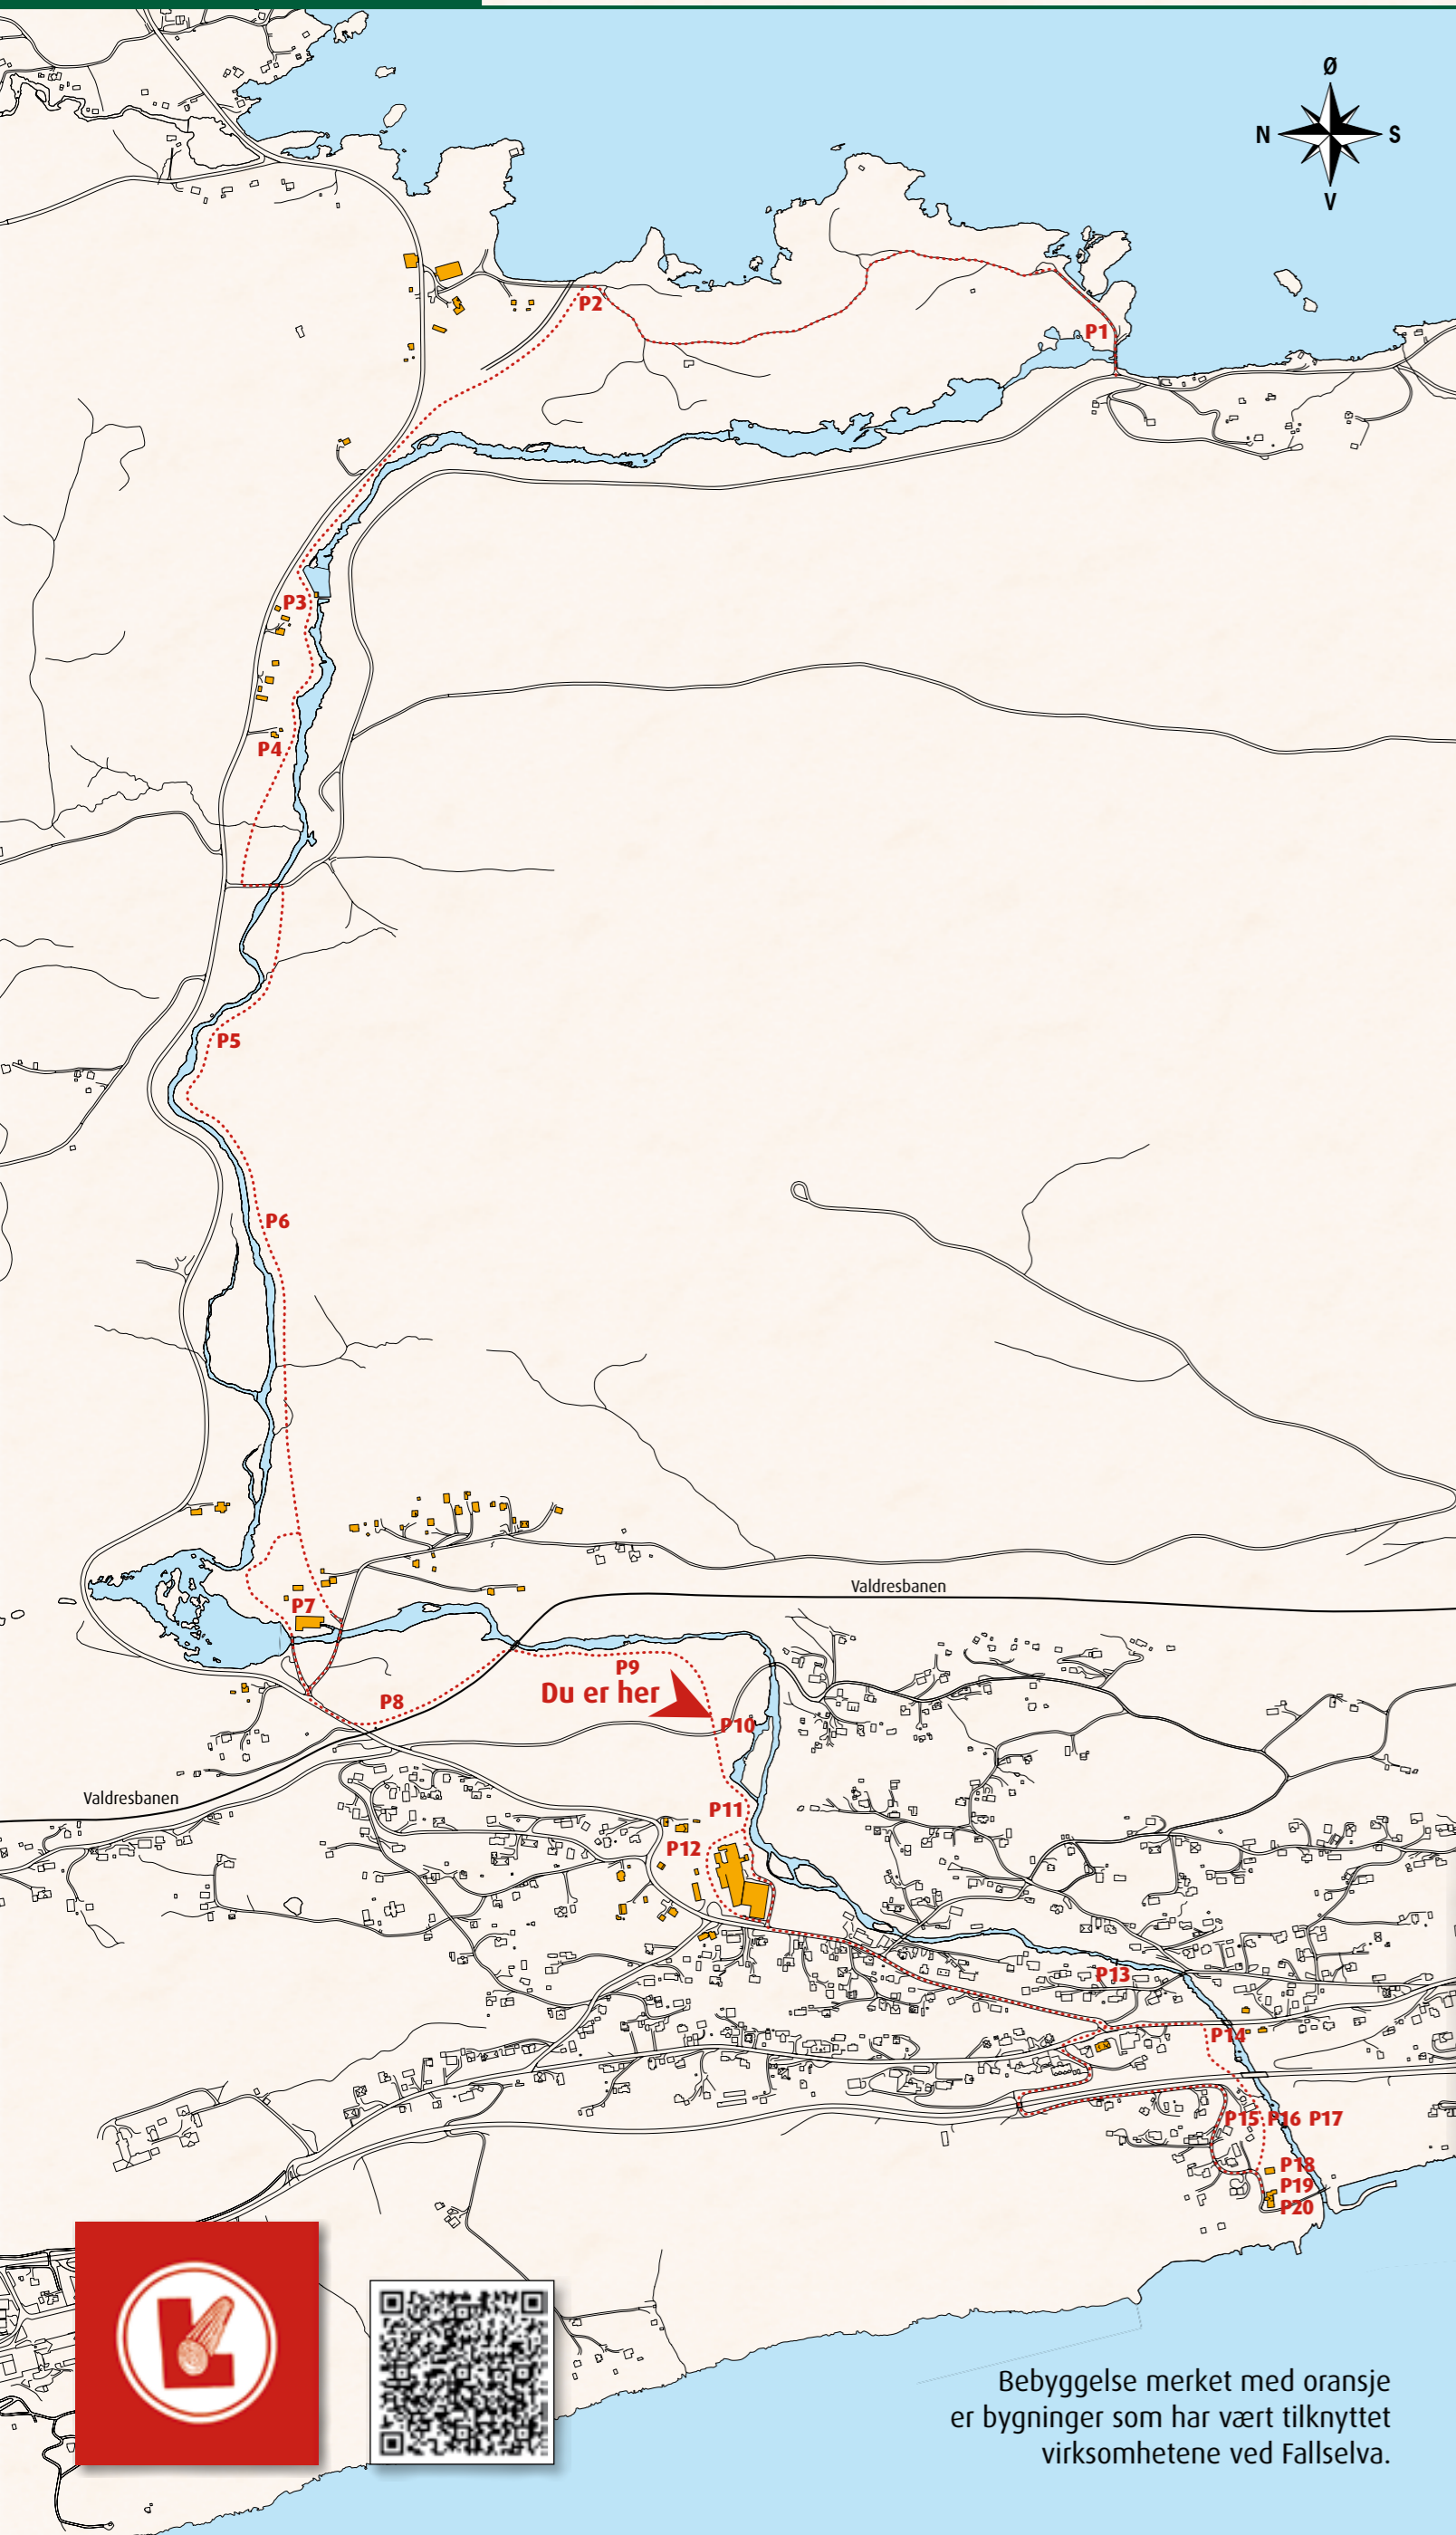 Ø
N S
V
P2
P1
P3
P4
P5
P6
Valdresbanen
P7
P9
Du er her
P8
P10
Valdresbanen
P11
P12
P13
P14
P15 P16 P17
P18
P19
P20
L
Bebyggelse merket med oransje
er bygninger som har vært tilknyttet
virksomhetene ved Fallselva.